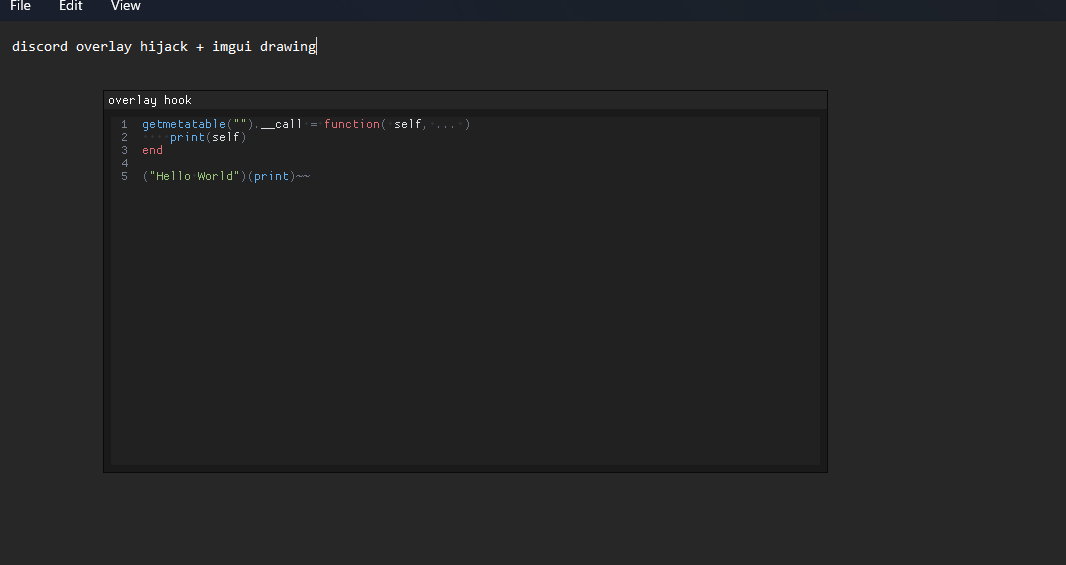 File Edit View
discord overlay hijack + imgui drawing
overlay hook
1 getmetatable("").__call = function( self, ... )
2 print(self)
3 end
4
5 ("Hello World")(print)~~